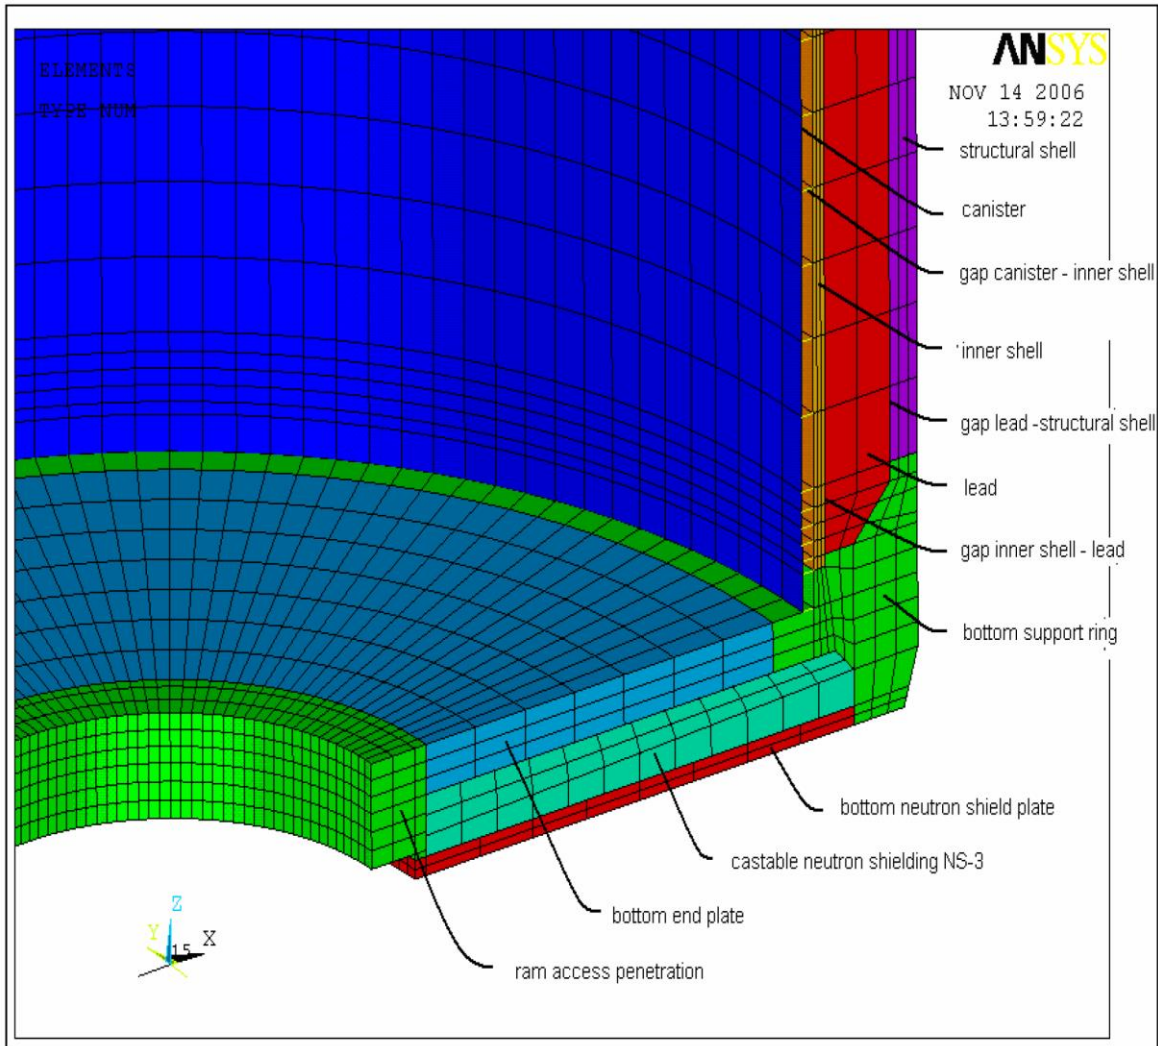 ANSYS
ELEMENTS
TYPE NUM
NOV 14 2006
13:59:22
structural shell
canister
gap canister - inner shell
inner shell
gap lead -structural shell
lead
gap inner shell - lead
bottom support ring
bottom neutron shield plate
castable neutron shielding NS-3
bottom end plate
ram access penetration
Z
Y
X
15